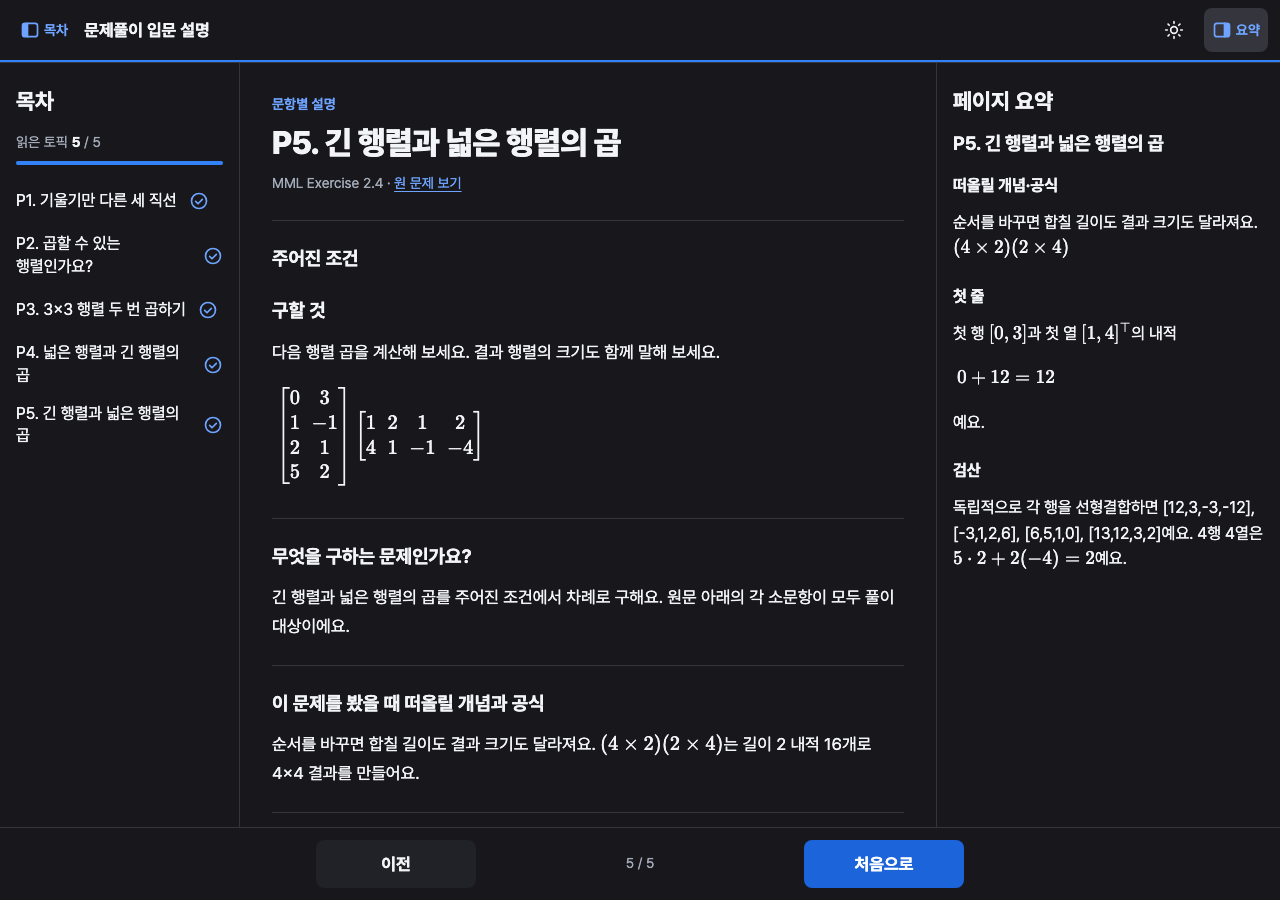 목차
문제풀이 입문 설명
요약
목차
읽은 토픽 5 / 5
P1. 기울기만 다른 세 직선
P2. 곱할 수 있는
행렬인가요?
P3. 3×3 행렬 두 번 곱하기
P4. 넓은 행렬과 긴 행렬의
곱
P5. 긴 행렬과 넓은 행렬의
곱
문항별 설명
P5. 긴 행렬과 넓은 행렬의 곱
MML Exercise 2.4 · 원 문제 보기
주어진 조건
구할 것
다음 행렬 곱을 계산해 보세요. 결과 행렬의 크기도 함께 말해 보세요.
0 3
1 −1
2 1
5 2
1 2 1 2
4 1 −1 −4
무엇을 구하는 문제인가요?
긴 행렬과 넓은 행렬의 곱를 주어진 조건에서 차례로 구해요. 원문 아래의 각 소문항이 모두 풀이
대상이에요.
이 문제를 봤을 때 떠올릴 개념과 공식
순서를 바꾸면 합칠 길이도 결과 크기도 달라져요. (4 × 2)(2 × 4)는 길이 2 내적 16개로
4×4 결과를 만들어요.
페이지 요약
P5. 긴 행렬과 넓은 행렬의 곱
떠올릴 개념·공식
순서를 바꾸면 합칠 길이도 결과 크기도 달라져요.
(4 × 2)(2 × 4)
첫 줄
첫 행 [0, 3]과 첫 열 [1, 4]⊤의 내적
0 + 12 = 12
예요.
검산
독립적으로 각 행을 선형결합하면 [12,3,-3,-12],
[-3,1,2,6], [6,5,1,0], [13,12,3,2]예요. 4행 4열은
5 · 2 + 2(−4) = 2예요.
이전
5 / 5
처음으로